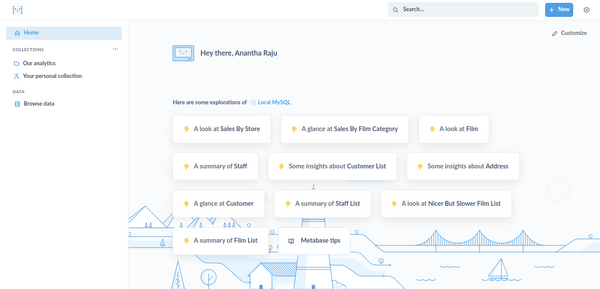 Search...
+ New
Home
Customize
COLLECTIONS
Hey there, Anantha Raju
Our analytics
Your personal collection
DATA
Browse data
Here are some explorations of Local MySQL
A look at Sales By Store
A glance at Sales By Film Category
A look at Film
A summary of Staff
Some insights about Customer List
Some insights about Address
A glance at Customer
A summary of Staff List
A look at Nicer But Slower Film List
A summary of Film List
Metabase tips